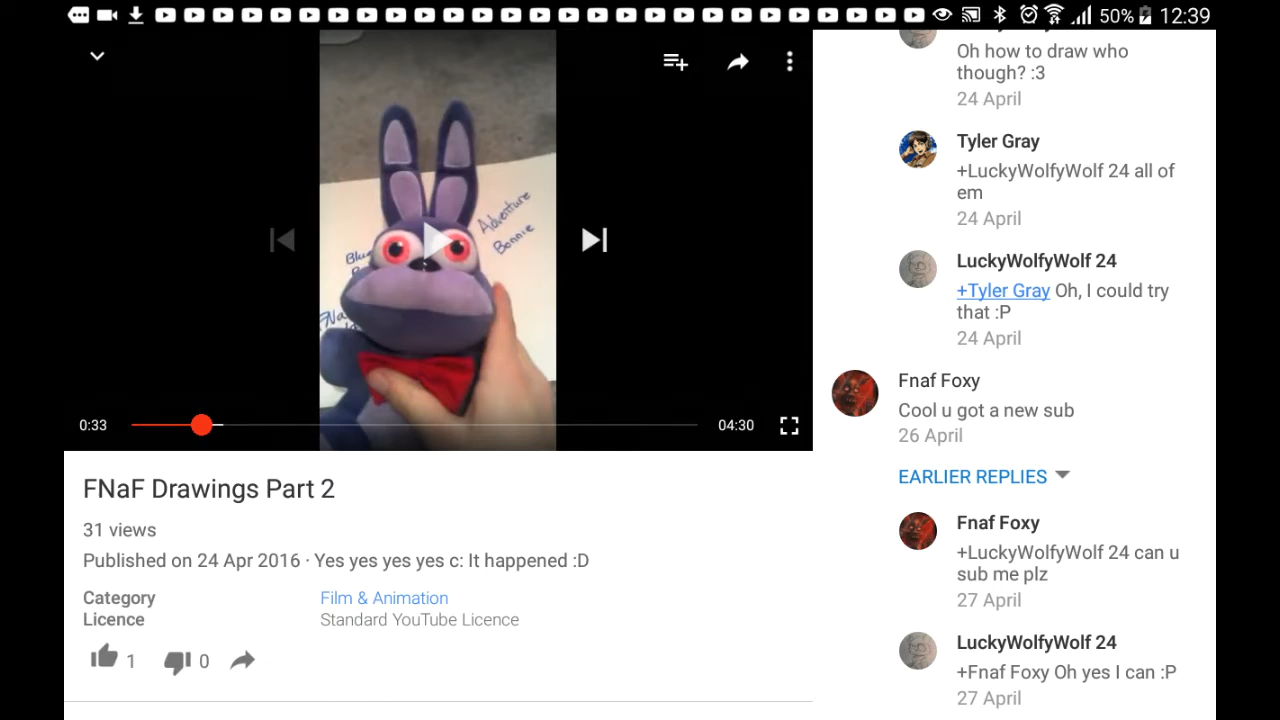 50% 12:39
Adventure
Bonnie
0:33
04:30
FNaF Drawings Part 2
31 views
Published on 24 Apr 2016 · Yes yes yes yes c: It happened :D
Category Film & Animation
Licence Standard YouTube Licence
1 0
Oh how to draw who
though? :3
24 April
Tyler Gray
+LuckyWolfyWolf 24 all of
em
24 April
LuckyWolfyWolf 24
+Tyler Gray Oh, I could try
that :P
24 April
Fnaf Foxy
Cool u got a new sub
26 April
EARLIER REPLIES
Fnaf Foxy
+LuckyWolfyWolf 24 can u
sub me plz
27 April
LuckyWolfyWolf 24
+Fnaf Foxy Oh yes I can :P
27 April